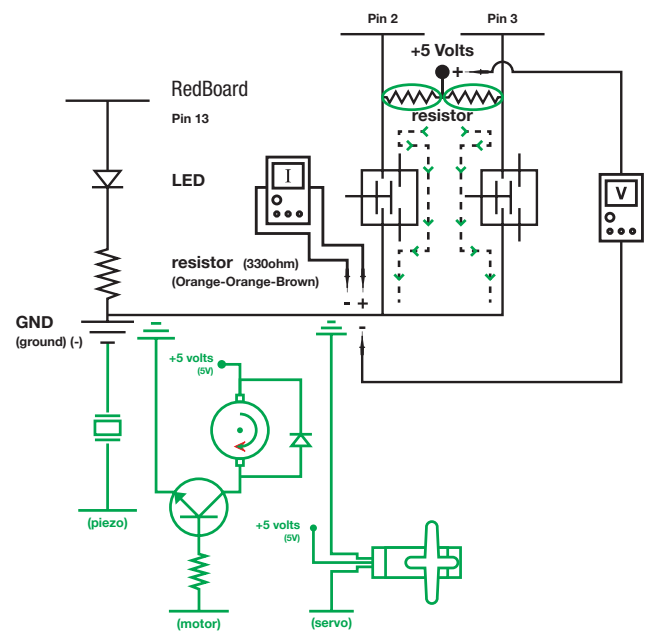 Pin 2
Pin 3
+5 Volts
+
resistor
RedBoard
Pin 13
LED
I
V
resistor (330ohm)
(Orange-Orange-Brown)
- +
-
GND
(ground) (-)
+5 volts
(5V)
+5 volts
(5V)
(piezo)
(motor)
(servo)